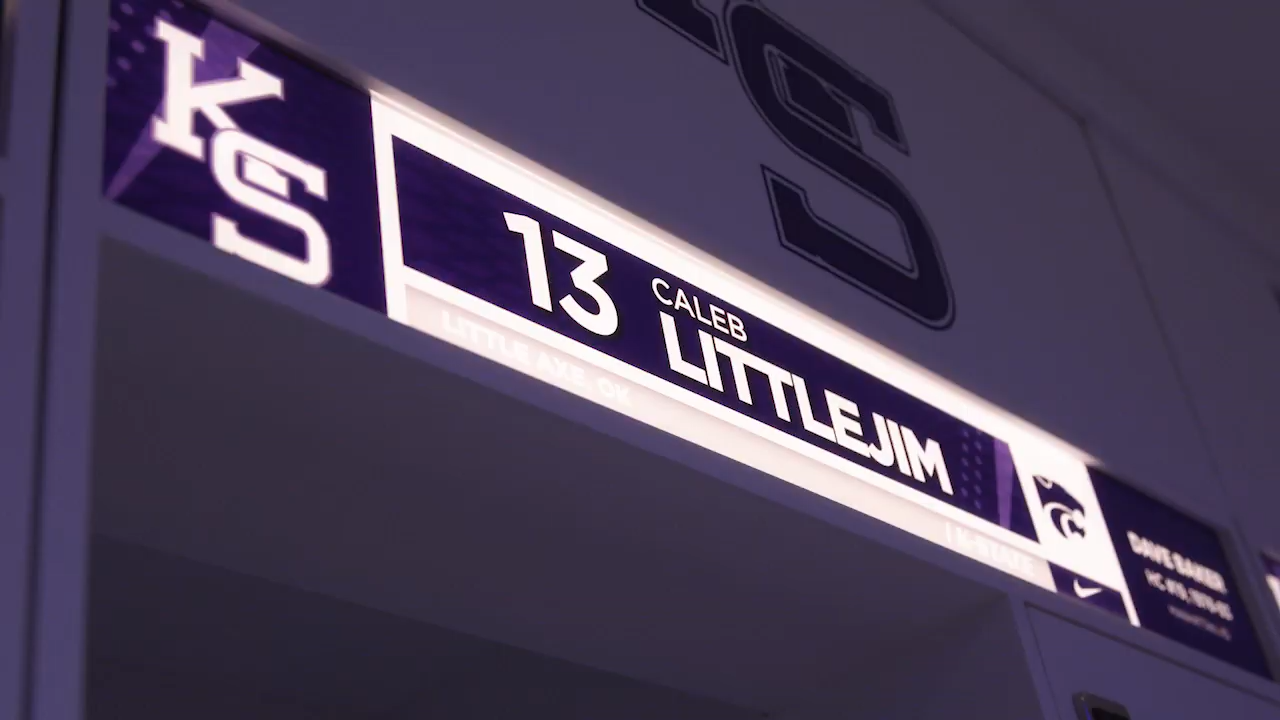 KS
S
13
CALEB
LITTLEJIM
LITTLE AXE, OK
| K-STATE
DAVE BAKER